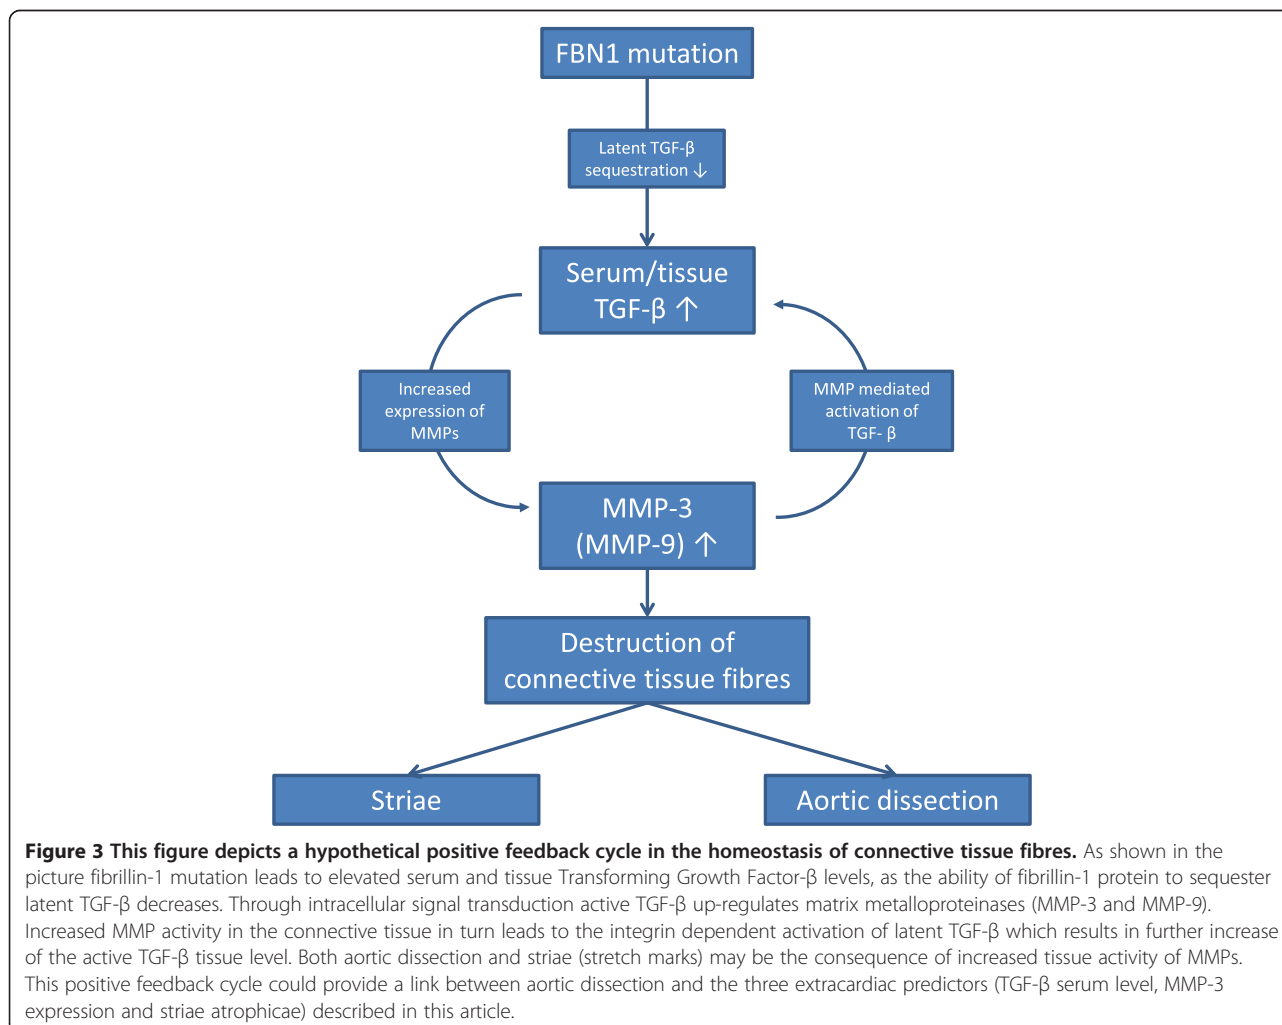 FBN1 mutation
Latent TGF-β
sequestration ↓
Serum/tissue
TGF-β ↑
Increased
expression of
MMPs
MMP mediated
activation of
TGF- β
MMP-3
(MMP-9) ↑
Destruction of
connective tissue fibres
Striae
Aortic dissection
Figure 3 This figure depicts a hypothetical positive feedback cycle in the homeostasis of connective tissue fibres. As shown in the
picture fibrillin-1 mutation leads to elevated serum and tissue Transforming Growth Factor-β levels, as the ability of fibrillin-1 protein to sequester
latent TGF-β decreases. Through intracellular signal transduction active TGF-β up-regulates matrix metalloproteinases (MMP-3 and MMP-9).
Increased MMP activity in the connective tissue in turn leads to the integrin dependent activation of latent TGF-β which results in further increase
of the active TGF-β tissue level. Both aortic dissection and striae (stretch marks) may be the consequence of increased tissue activity of MMPs.
This positive feedback cycle could provide a link between aortic dissection and the three extracardiac predictors (TGF-β serum level, MMP-3
expression and striae atrophicae) described in this article.